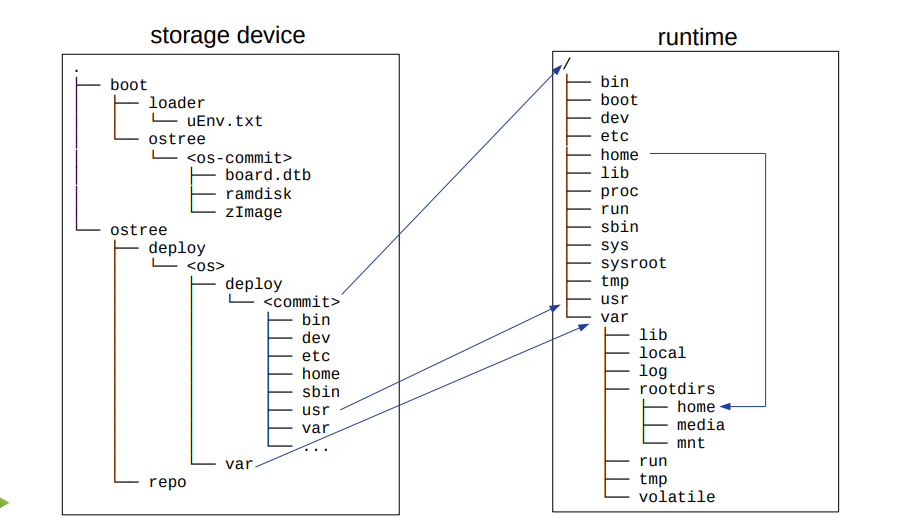 storage device
.
├── boot
│   ├── loader
│   │   └── uEnv.txt
│   └── ostree
│       └── <os-commit>
│           ├── board.dtb
│           ├── ramdisk
│           └── zImage
└── ostree
    ├── deploy
    │   └── <os>
    │       ├── deploy
    │       │   └── <commit>
    │       │       ├── bin
    │       │       ├── dev
    │       │       ├── etc
    │       │       ├── home
    │       │       ├── sbin
    │       │       ├── usr
    │       │       ├── var
    │       │       └── ...
    │       └── var
    └── repo
runtime
/
├── bin
├── boot
├── dev
├── etc
├── home
├── lib
├── proc
├── run
├── sbin
├── sys
├── sysroot
├── tmp
├── usr
└── var
    ├── lib
    ├── local
    ├── log
    ├── rootdirs
    │   ├── home
    │   ├── media
    │   └── mnt
    ├── run
    ├── tmp
    └── volatile